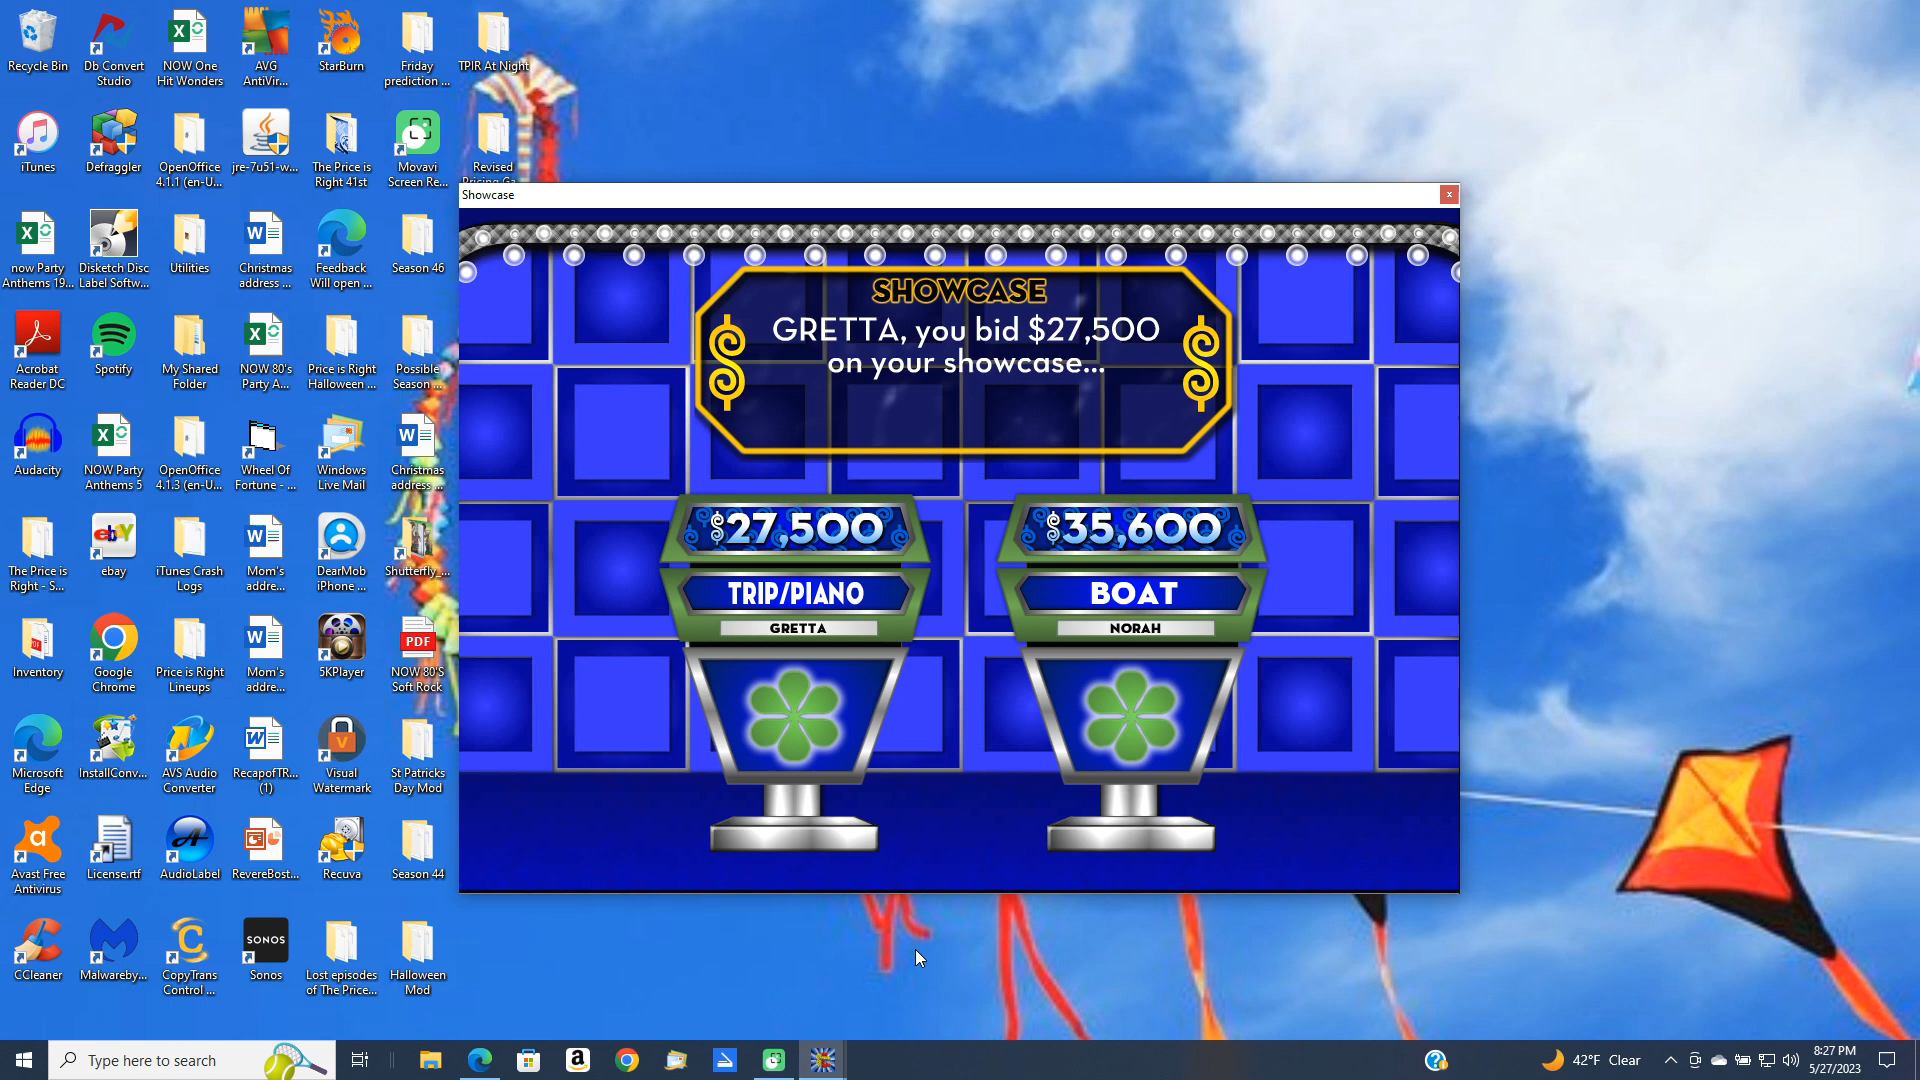 Recycle Bin
Db Convert
Studio
NOW One
Hit Wonders
AVG
AntiVir...
StarBurn
Friday
prediction ...
TPIR At Night
iTunes
Defraggler
OpenOffice
4.1.1 (en-U...
jre-7u51-w...
The Price is
Right 41st
Movavi
Screen Re...
Revised
now Party
Anthems 19...
Disketch Disc
Label Softw...
Utilities
Christmas
address ...
Feedback
Will open ...
Season 46
Acrobat
Reader DC
Spotify
My Shared
Folder
NOW 80's
Party A...
Price is Right
Halloween ...
Possible
Season ...
Audacity
NOW Party
Anthems 5
OpenOffice
4.1.3 (en-U...
Wheel Of
Fortune - ...
Windows
Live Mail
Christmas
address ...
The Price is
Right - S...
ebay
iTunes Crash
Logs
Mom's
addre...
DearMob
iPhone ...
Shutterfly_...
Inventory
Google
Chrome
Price is Right
Lineups
Mom's
addre...
5KPlayer
PDF
NOW 80'S
Soft Rock
Microsoft
Edge
InstallConv...
AVS Audio
Converter
RecapofTR...
(1)
Visual
Watermark
St Patricks
Day Mod
Avast Free
Antivirus
License.rtf
AudioLabel
RevereBost...
Recuva
Season 44
CCleaner
Malwareby...
CopyTrans
Control ...
SONOS
Sonos
Lost episodes
of The Price...
Halloween
Mod
Showcase
SHOWCASE
GRETTA, you bid $27,500
on your showcase...
$27,500
TRIP/PIANO
GRETTA
$35,600
BOAT
NORAH
Type here to search
42°F Clear
8:27 PM
5/27/2023